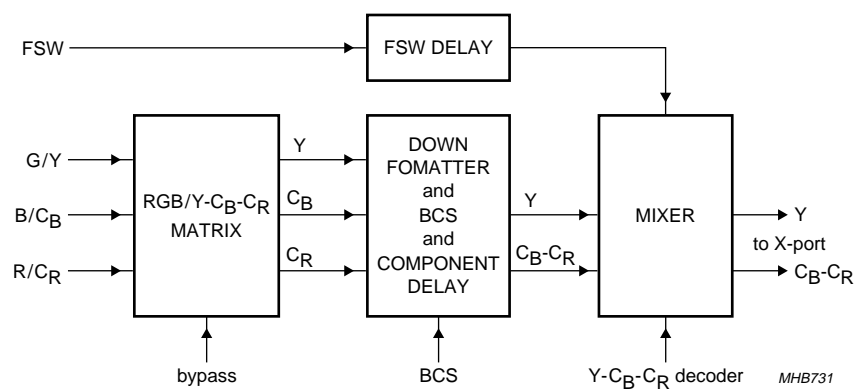 FSW
FSW DELAY
G/Y
B/CB
R/CR
RGB/Y-CB-CR
MATRIX
bypass
Y
CB
CR
DOWN
FOMATTER
and
BCS
and
COMPONENT
DELAY
BCS
Y
CB-CR
MIXER
Y-CB-CR decoder
Y
to X-port
CB-CR
MHB731